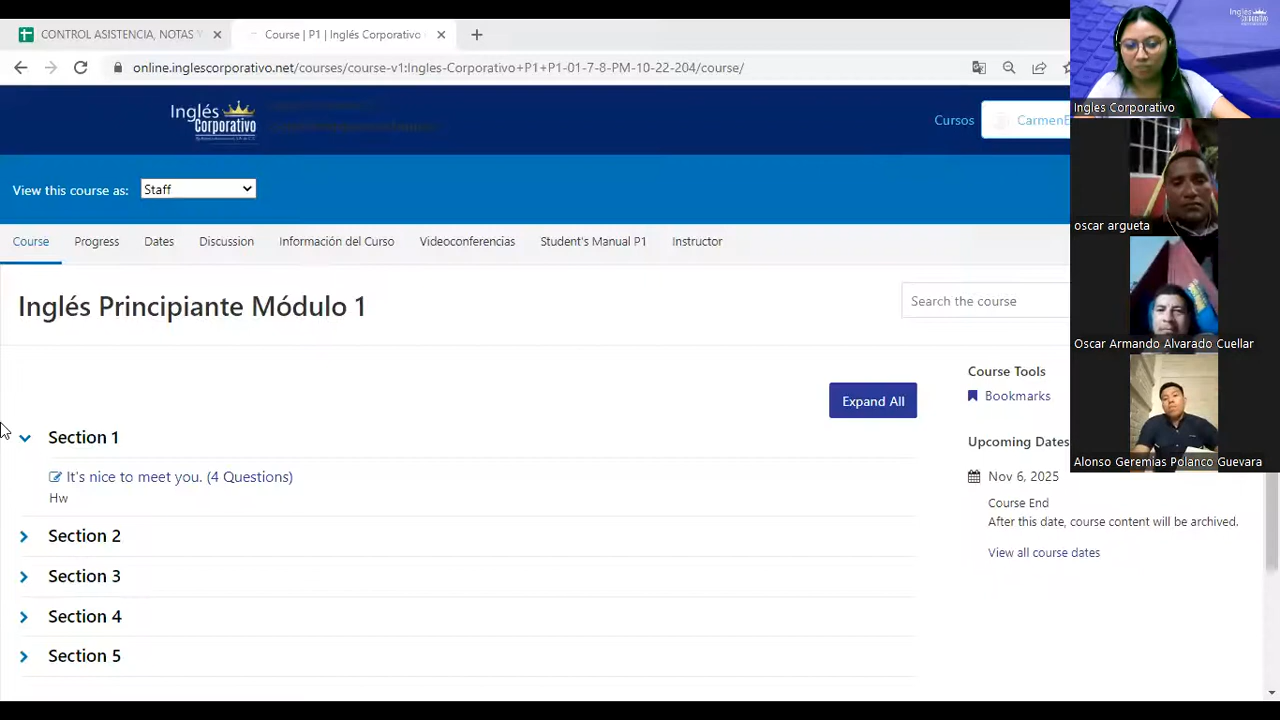 CONTROL ASISTENCIA, NOTAS
Course | P1 | Inglés Corporativo
online.inglescorporativo.net/courses/course-v1:Ingles-Corporativo+P1+P1-01-7-8-PM-10-22-204/course/
Inglés
Corporativo
Cursos
CarmenE
View this course as:
Staff
Course
Progress
Dates
Discussion
Información del Curso
Videoconferencias
Student's Manual P1
Instructor
Inglés Principiante Módulo 1
Search the course
Expand All
Section 1
It's nice to meet you. (4 Questions)
Hw
Section 2
Section 3
Section 4
Section 5
Course Tools
Bookmarks
Upcoming Dates
Nov 6, 2025
Course End
After this date, course content will be archived.
View all course dates
Inglés
Corporativo
Ingles Corporativo
oscar argueta
Oscar Armando Alvarado Cuellar
Alonso Geremias Polanco Guevara